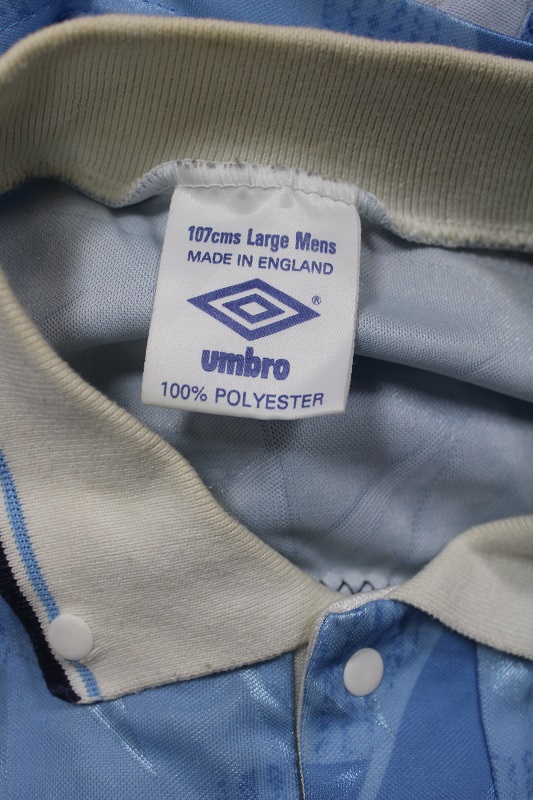 107cms Large Mens
MADE IN ENGLAND
®
umbro
100% POLYESTER